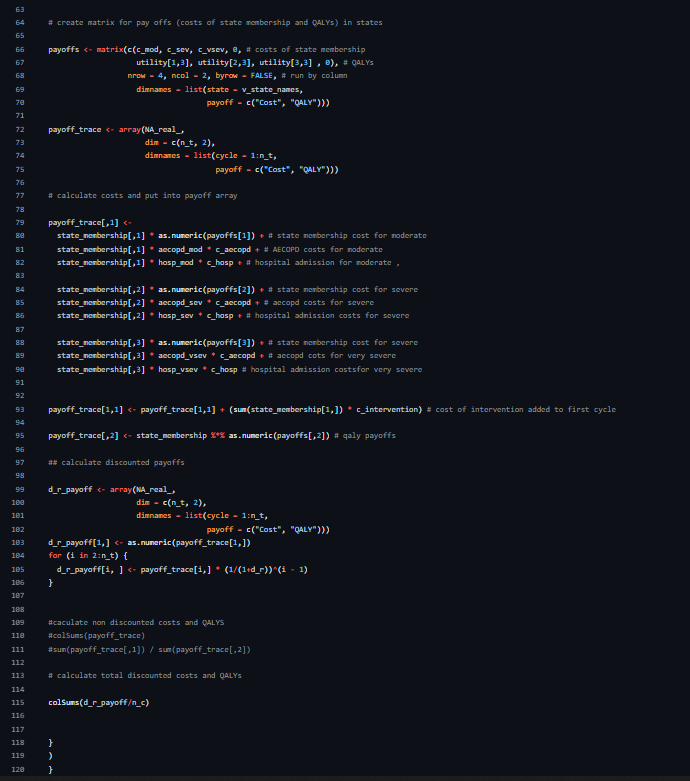 63
64 # create matrix for pay offs (costs of state membership and QALYs) in states
65
66 payoffs <- matrix(c(c_mod, c_sev, c_vsev, 0, # costs of state membership
67 utility[1,3], utility[2,3], utility[3,3] , 0), # QALYs
68 nrow = 4, ncol = 2, byrow = FALSE, # run by column
69 dimnames = list(state = v_state_names,
70 payoff = c("Cost", "QALY")))
71
72 payoff_trace <- array(NA_real_,
73 dim = c(n_t, 2),
74 dimnames = list(cycle = 1:n_t,
75 payoff = c("Cost", "QALY")))
76
77 # calculate costs and put into payoff array
78
79 payoff_trace[,1] <-
80 state_membership[,1] * as.numeric(payoffs[1]) + # state membership cost for moderate
81 state_membership[,1] * aecopd_mod * c_aecopd + # AECOPD costs for moderate
82 state_membership[,1] * hosp_mod * c_hosp + # hospital admission for moderate ,
83
84 state_membership[,2] * as.numeric(payoffs[2]) + # state membership cost for severe
85 state_membership[,2] * aecopd_sev * c_aecopd + # aecopd costs for severe
86 state_membership[,2] * hosp_sev * c_hosp + # hospital admission costs for severe
87
88 state_membership[,3] * as.numeric(payoffs[3]) + # state membership cost for severe
89 state_membership[,3] * aecopd_vsev * c_aecopd + # aecopd cots for very severe
90 state_membership[,3] * hosp_vsev * c_hosp # hospital admission costsfor very severe
91
92
93 payoff_trace[1,1] <- payoff_trace[1,1] + (sum(state_membership[1,]) * c_intervention) # cost of intervention added to first cycle
94
95 payoff_trace[,2] <- state_membership %*% as.numeric(payoffs[,2]) # qaly payoffs
96
97 ## calculate discounted payoffs
98
99 d_r_payoff <- array(NA_real_,
100 dim = c(n_t, 2),
101 dimnames = list(cycle = 1:n_t,
102 payoff = c("Cost", "QALY")))
103 d_r_payoff[1,] <- as.numeric(payoff_trace[1,])
104 for (i in 2:n_t) {
105 d_r_payoff[i, ] <- payoff_trace[i,] * (1/(1+d_r))^(i - 1)
106 }
107
108
109 #caculate non discounted costs and QALYS
110 #colSums(payoff_trace)
111 #sum(payoff_trace[,1]) / sum(payoff_trace[,2])
112
113 # calculate total discounted costs and QALYs
114
115 colSums(d_r_payoff/n_c)
116
117
118 }
119 )
120 }